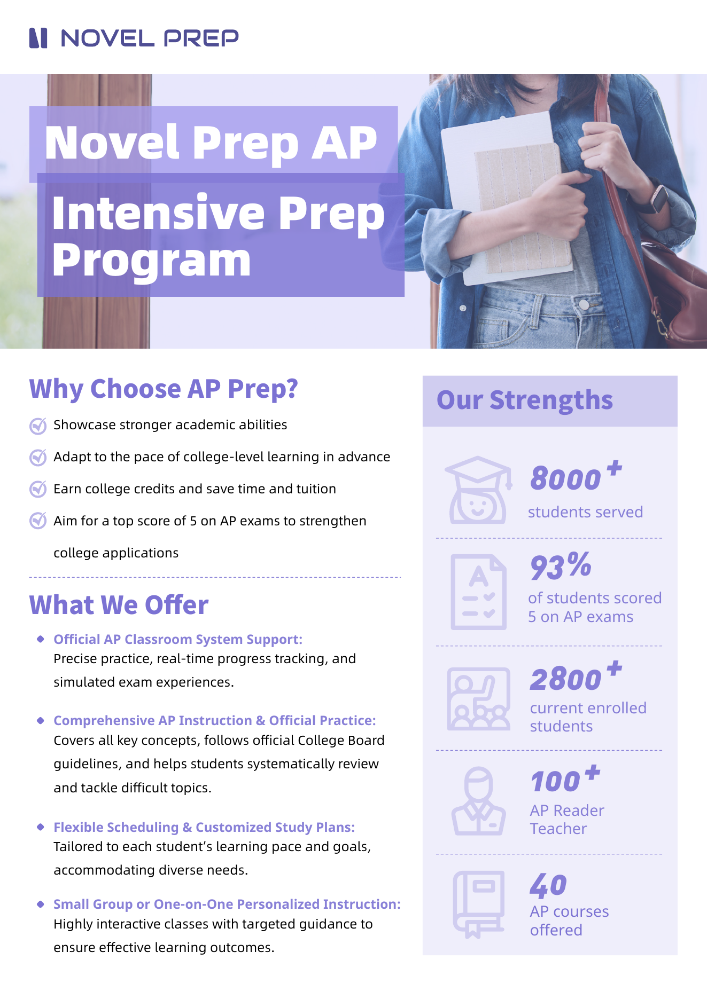 NOVEL PREP
Novel Prep AP
Intensive Prep
Program
Why Choose AP Prep?
Showcase stronger academic abilities
Adapt to the pace of college-level learning in advance
Earn college credits and save time and tuition
Aim for a top score of 5 on AP exams to strengthen
college applications
What We Offer
Official AP Classroom System Support:
Precise practice, real-time progress tracking, and
simulated exam experiences.
Comprehensive AP Instruction & Official Practice:
Covers all key concepts, follows official College Board
guidelines, and helps students systematically review
and tackle difficult topics.
Flexible Scheduling & Customized Study Plans:
Tailored to each student’s learning pace and goals,
accommodating diverse needs.
Small Group or One-on-One Personalized Instruction:
Highly interactive classes with targeted guidance to
ensure effective learning outcomes.
Our Strengths
8000+
students served
A
93%
of students scored
5 on AP exams
2800+
current enrolled
students
100+
AP Reader
Teacher
40
AP courses
offered